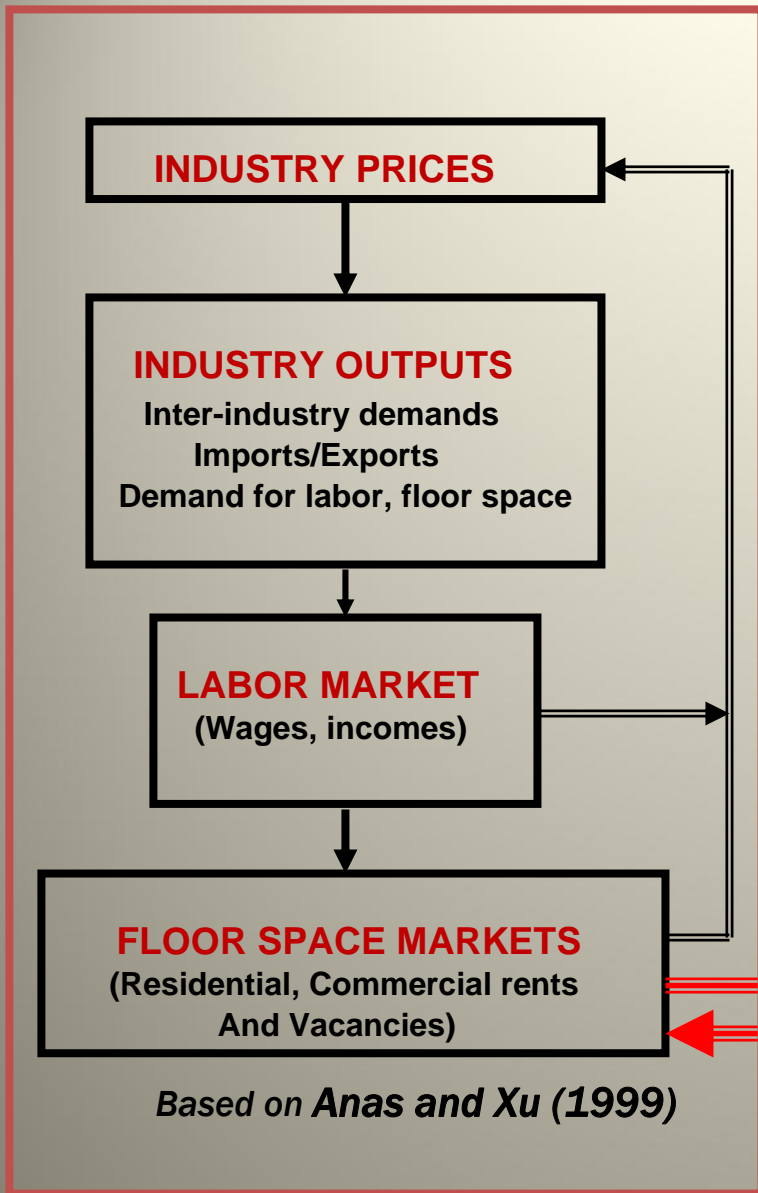 INDUSTRY PRICES
INDUSTRY OUTPUTS
Inter-industry demands
Imports/Exports
Demand for labor, floor space
LABOR MARKET
(Wages, incomes)
FLOOR SPACE MARKETS
(Residential, Commercial rents
And Vacancies)
Based on Anas and Xu (1999)